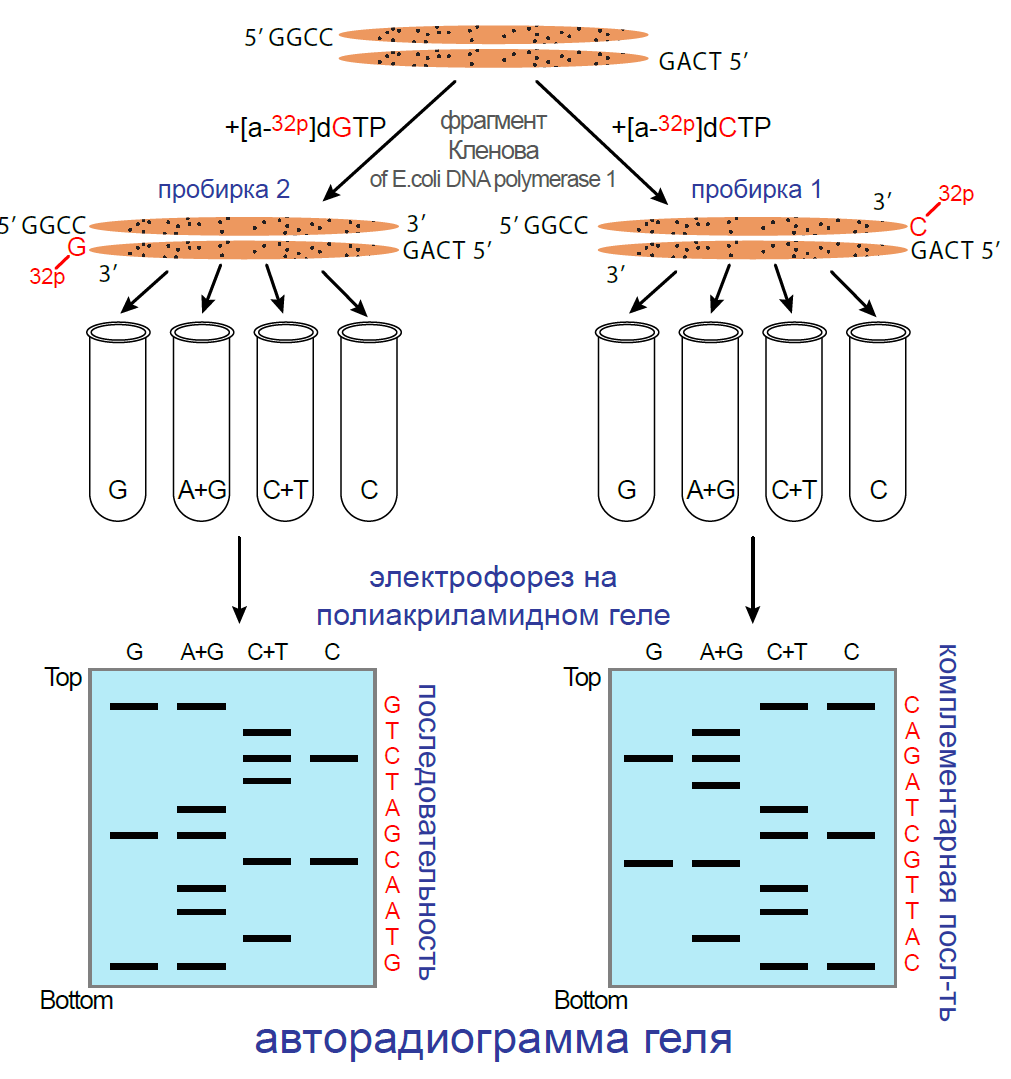 5′ GGCC
GACT 5′
+[a-32p]dGTP
фрагмент
Кленова
of E.coli DNA polymerase 1
+[a-32p]dCTP
пробирка 2
пробирка 1
5′ GGCC
3′
G
32p
3′
GACT 5′
5′ GGCC
3′
32p
C
GACT 5′
3′
G
A+G
C+T
C
G
A+G
C+T
C
электрофорез на
полиакриламидном геле
G A+G C+T C
Top
G
T
C
T
A
G
C
A
A
T
G
последовательность
Bottom
G A+G C+T C
Top
C
A
G
A
T
C
G
T
T
A
C
комплементарная посл-ть
Bottom
авторадиограмма геля